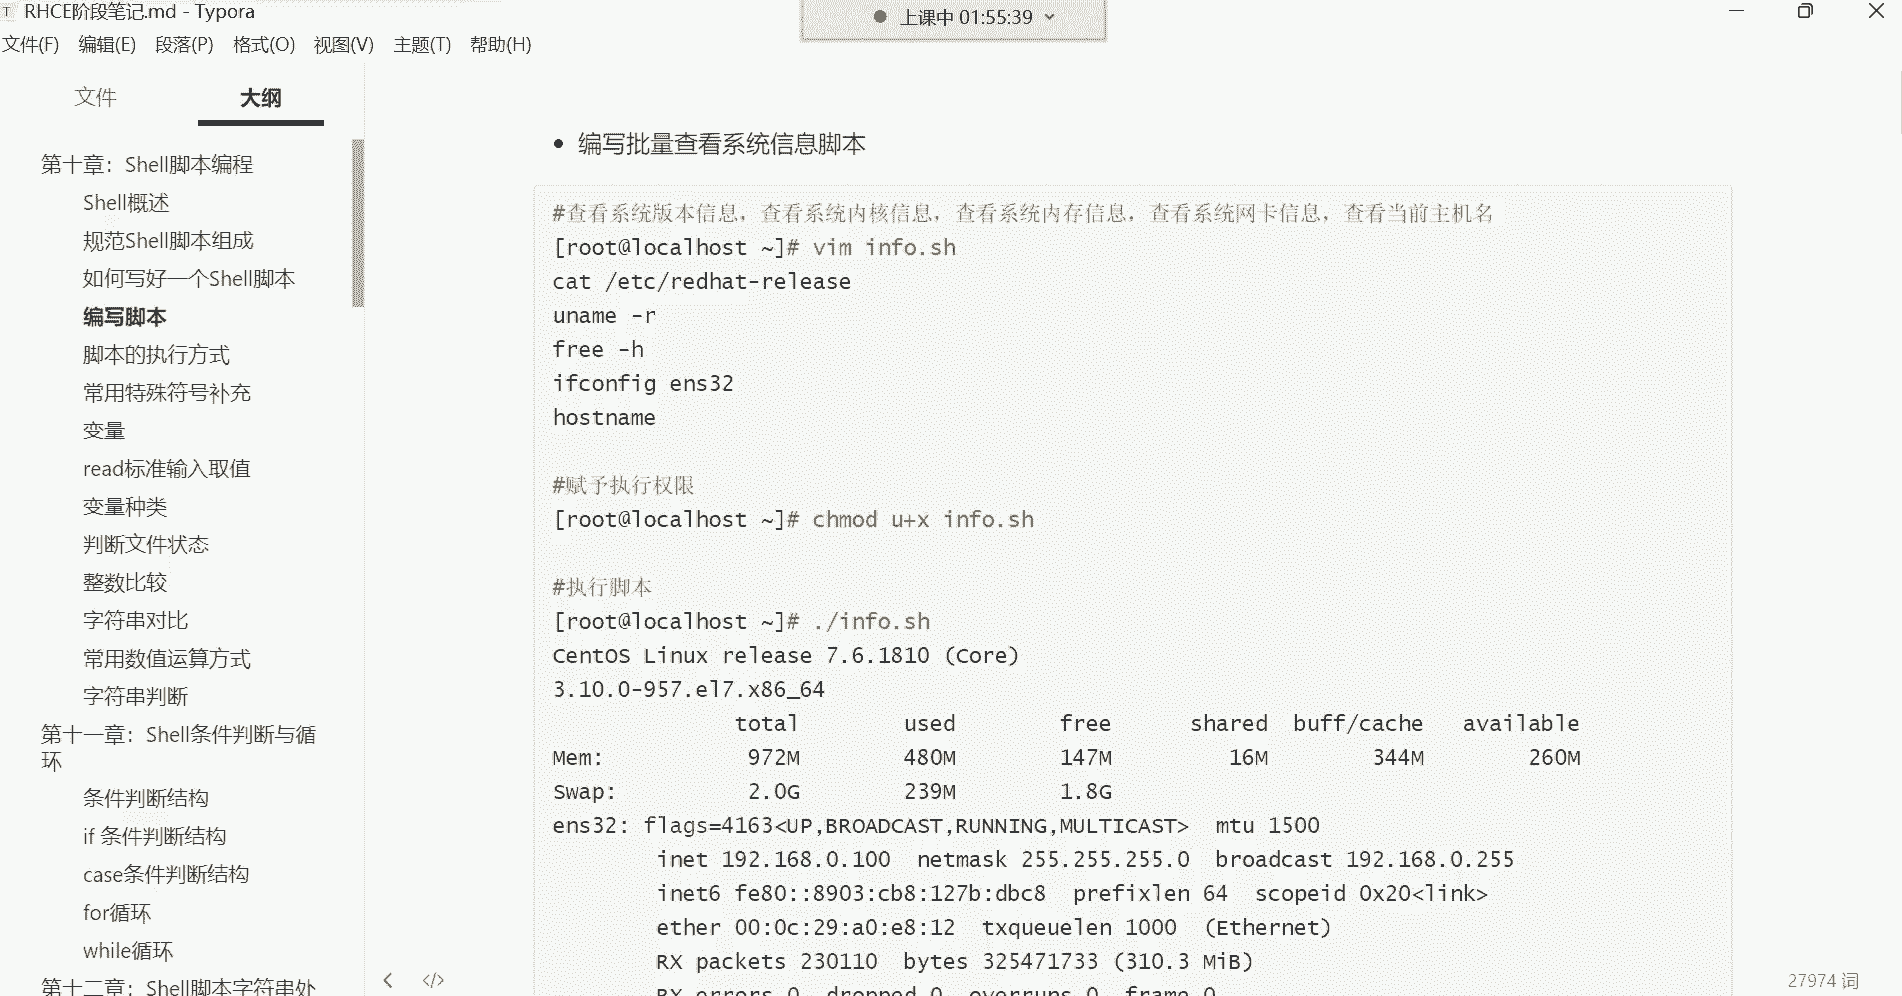 RHCE阶段笔记.md - Typora
上课中 01:55:39
文件(F) 编辑(E) 段落(P) 格式(O) 视图(V) 主题(T) 帮助(H)
文件 大纲
第十章：Shell脚本编程
Shell概述
规范Shell脚本组成
如何写好一个Shell脚本
编写脚本
脚本的执行方式
常用特殊符号补充
变量
read标准输入取值
变量种类
判断文件状态
整数比较
字符串对比
常用数值运算方式
字符串判断
第十一章：Shell条件判断与循
环
条件判断结构
if 条件判断结构
case条件判断结构
for循环
while循环
第十二章：Shell脚本字符串处
编写批量查看系统信息脚本
#查看系统版本信息，查看系统内核信息，查看系统内存信息，查看系统网卡信息，查看当前主机名
[root@localhost ~]# vim info.sh
cat /etc/redhat-release
uname -r
free -h
ifconfig ens32
hostname
#赋予执行权限
[root@localhost ~]# chmod u+x info.sh
#执行脚本
[root@localhost ~]# ./info.sh
CentOS Linux release 7.6.1810 (Core)
3.10.0-957.el7.x86_64
total used free shared buff/cache available
Mem: 972M 480M 147M 16M 344M 260M
Swap: 2.0G 239M 1.8G
ens32: flags=4163<UP,BROADCAST,RUNNING,MULTICAST> mtu 1500
inet 192.168.0.100 netmask 255.255.255.0 broadcast 192.168.0.255
inet6 fe80::8903:cb8:127b:dbc8 prefixlen 64 scopeid 0x20<link>
ether 00:0c:29:a0:e8:12 txqueuelen 1000 (Ethernet)
RX packets 230110 bytes 325471733 (310.3 MiB)
RX errors 0 dropped 0 overruns 0 frame 0
27974 词